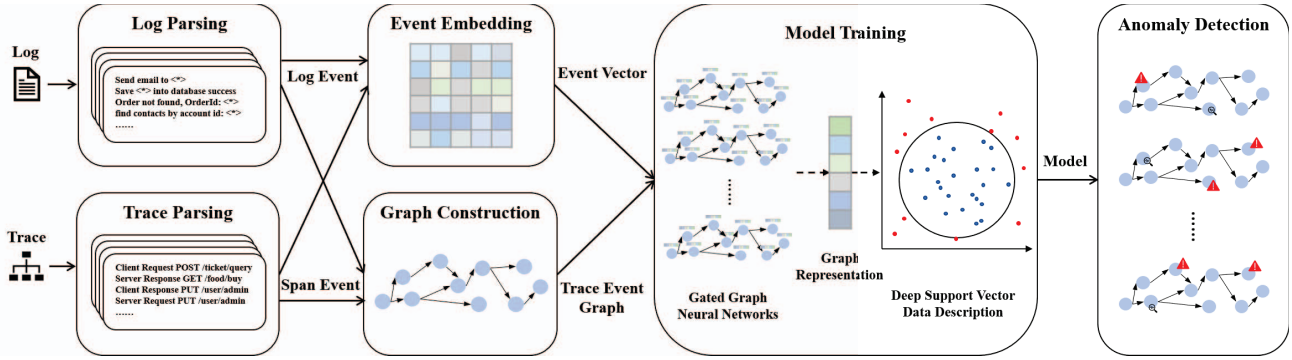 Log
Log Parsing
Send email to <*>
Save <*> into database success
Order not found, OrderId: <*>
find contacts by account id: <*>
......
Trace
Trace Parsing
Client Request POST /ticket/query
Server Response GET /food/buy
Client Response PUT /user/admin
Server Request PUT /user/admin
......
Log Event
Span Event
Event Embedding
Graph Construction
Event Vector
Trace Event
Graph
Model Training
Gated Graph
Neural Networks
Graph
Representation
Deep Support Vector
Data Description
Model
Anomaly Detection